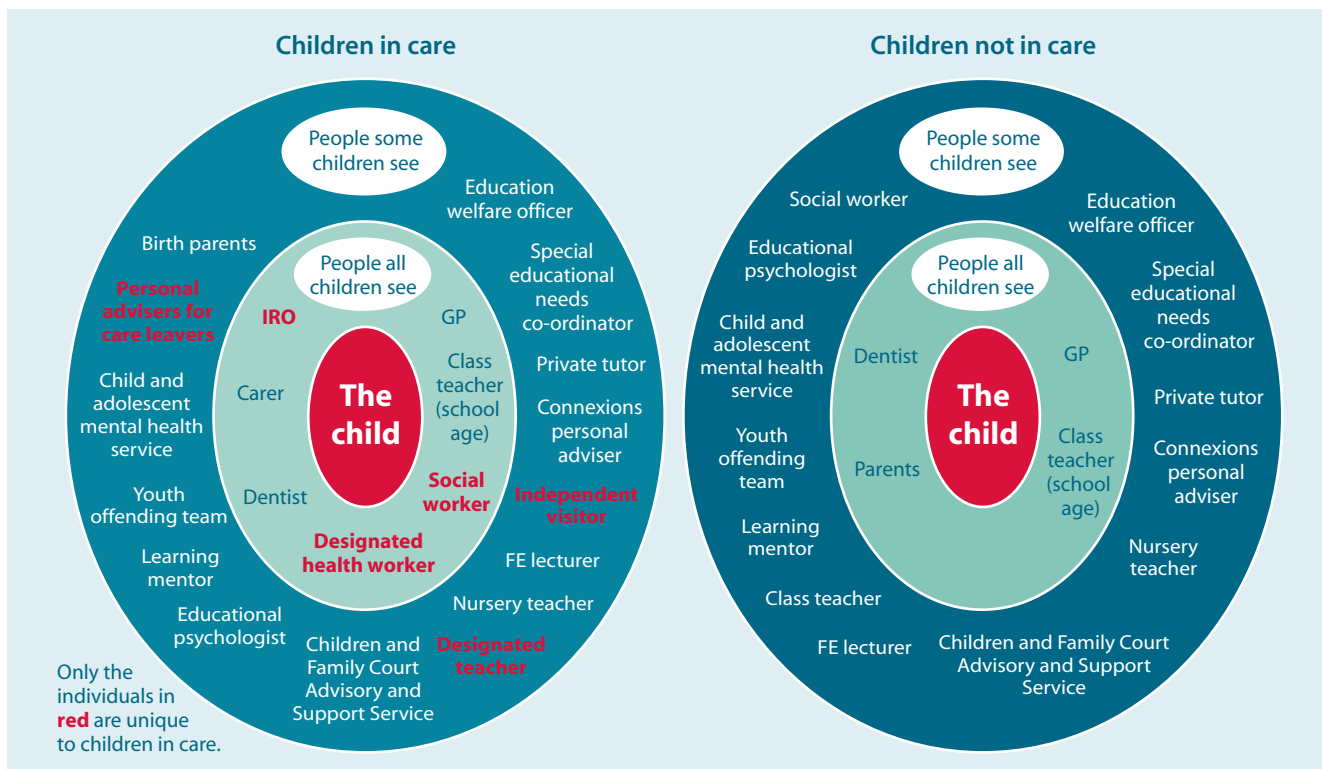 Children in care
People some
children see
Education
welfare officer
Birth parents
Special
educational
needs
co-ordinator
Personal
advisers for
care leavers
People all
children see
IRO
GP
Private tutor
Child and
adolescent
mental health
service
Carer
The
child
Class
teacher
(school
age)
Connexions
personal
adviser
Youth
offending team
Dentist
Social
worker
Independent
visitor
Designated
health worker
Learning
mentor
FE lecturer
Educational
psychologist
Nursery teacher
Children and
Family Court
Advisory and
Support Service
Designated
teacher
Only the
individuals in
red are unique
to children in care.
Children not in care
People some
children see
Social worker
Education
welfare officer
Educational
psychologist
People all
children see
Special
educational
needs
co-ordinator
Child and
adolescent
mental health
service
Dentist
GP
The
child
Private tutor
Youth
offending
team
Parents
Class
teacher
(school
age)
Connexions
personal
adviser
Learning
mentor
Nursery
teacher
Class teacher
FE lecturer
Children and Family Court
Advisory and Support
Service